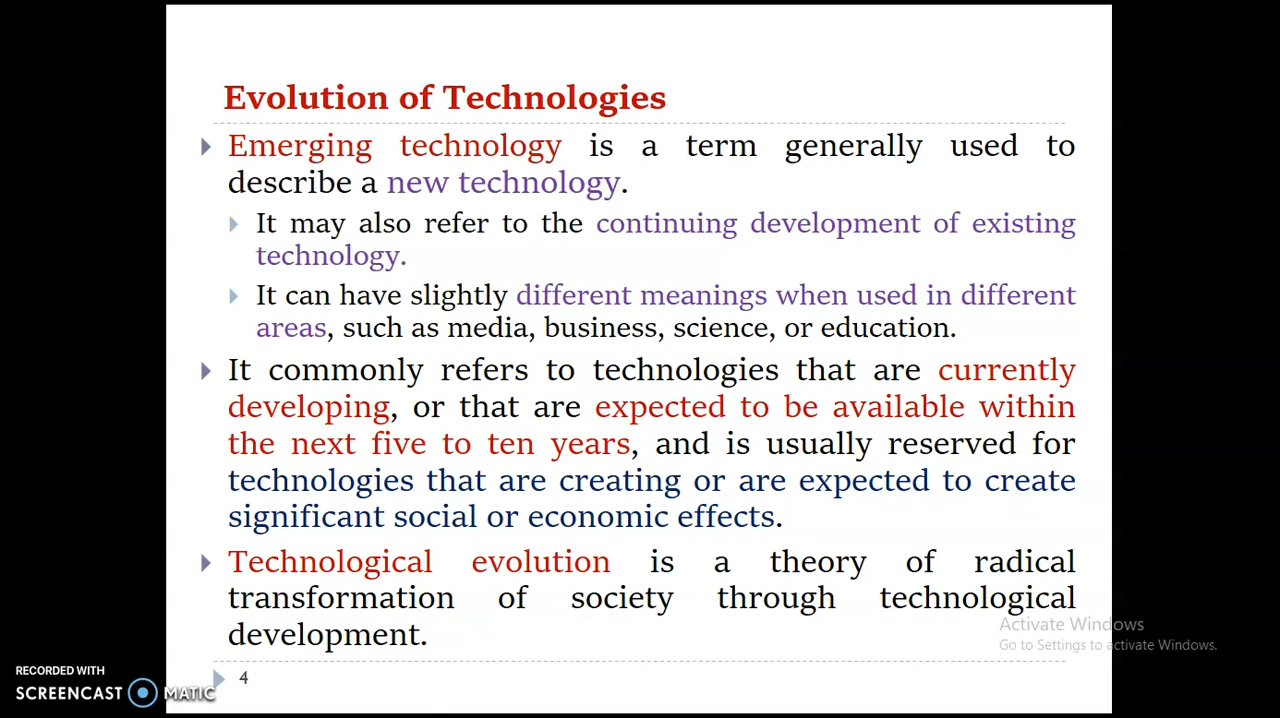 Evolution of Technologies
Emerging technology is a term generally used to
describe a new technology.
It may also refer to the continuing development of existing
technology.
It can have slightly different meanings when used in different
areas, such as media, business, science, or education.
It commonly refers to technologies that are currently
developing, or that are expected to be available within
the next five to ten years, and is usually reserved for
technologies that are creating or are expected to create
significant social or economic effects.
Technological evolution is a theory of radical
transformation of society through technological
development.
Activate Windows
Go to Settings to activate Windows.
RECORDED WITH
SCREENCAST MATIC
4